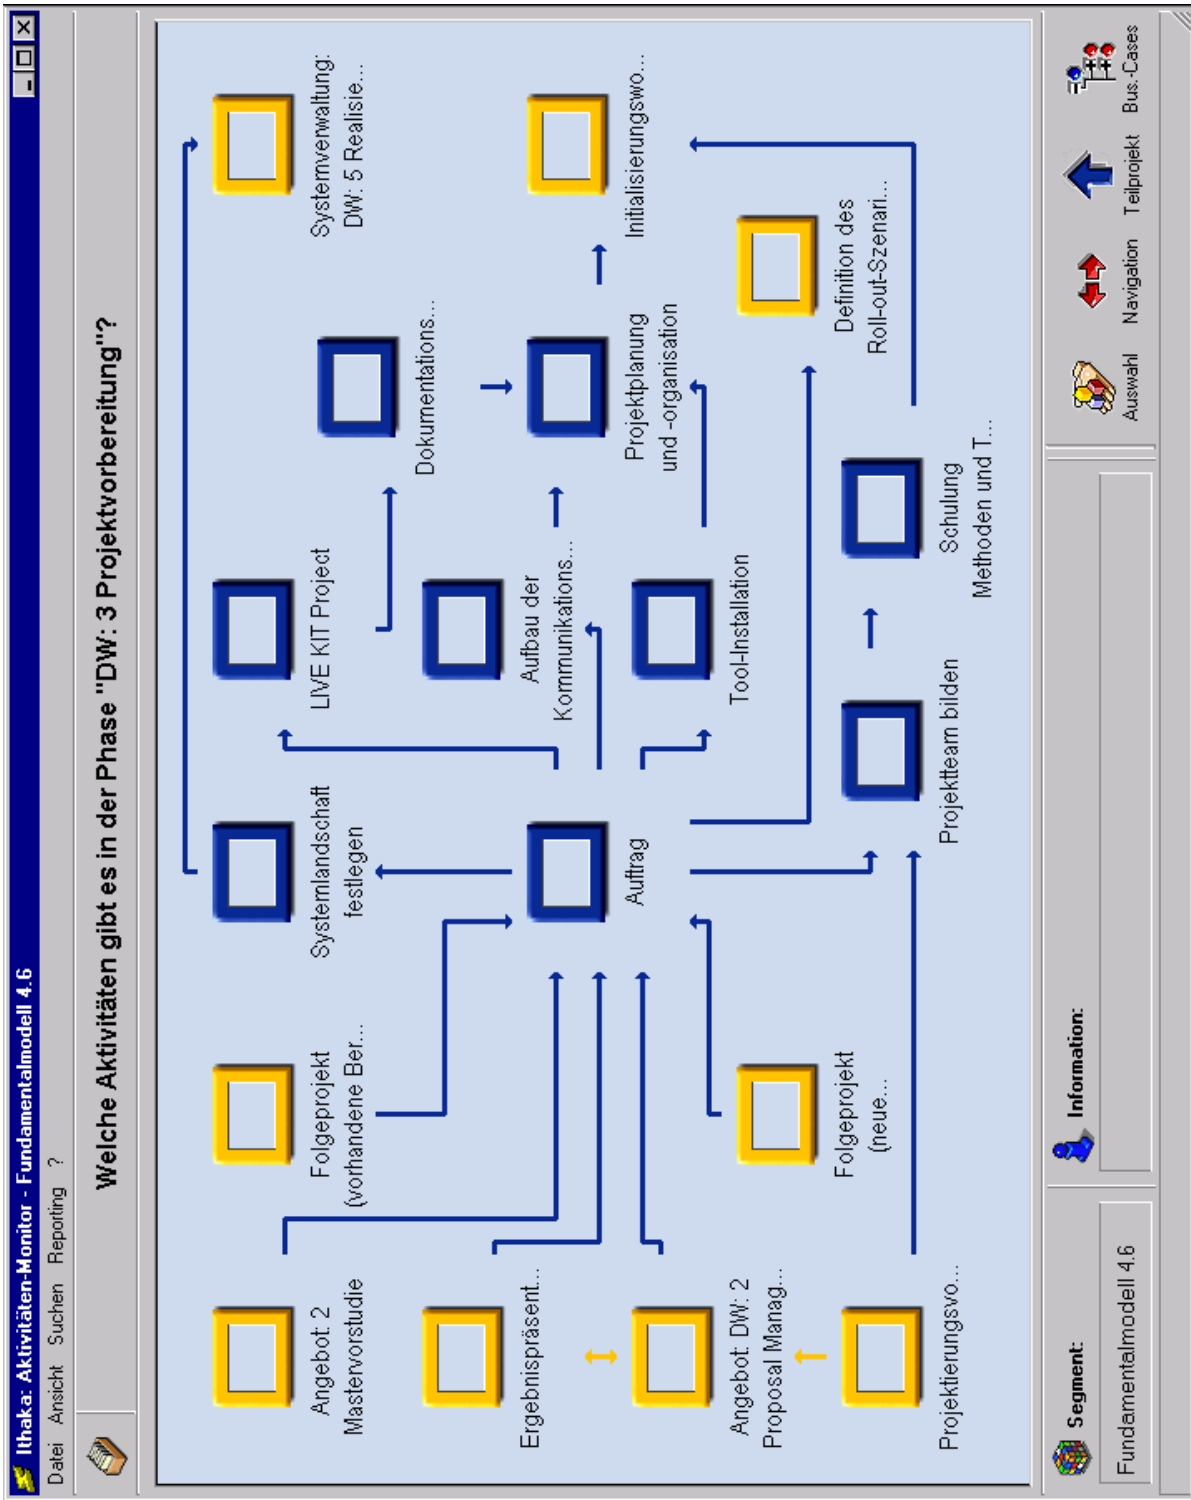 Ithaka: Aktivitäten-Monitor - Fundamentalmodell 4.6
Datei Ansicht Suchen Reporting ?
Welche Aktivitäten gibt es in der Phase "DW: 3 Projektvorbereitung"?
Angebot: 2
Mastervorstudie
Folgeprojekt
(vorhandene Ber...
Systemlandschaft
festlegen
LIVE KIT Project
Systemverwaltung:
DW: 5 Realisie...
Dokumentations...
Ergebnispräsent...
Aufbau der
Kommunikations...
Auftrag
Projektplanung
und -organisation
Initialisierungswo...
Angebot: DW: 2
Proposal Manag...
Tool-Installation
Folgeprojekt
(neue...
Definition des
Roll-out-Szenari...
Projektierungsvo...
Projektteam bilden
Schulung
Methoden und T...
Segment:
Fundamentalmodell 4.6
Information:
Auswahl
Navigation
Teilprojekt
Bus.-Cases